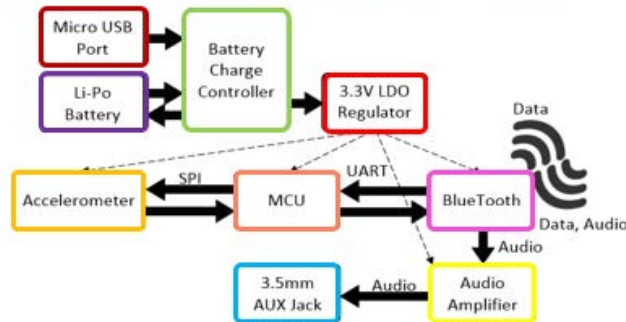 Micro USB
Port
Battery
Charge
Controller
Li-Po
Battery
3.3V LDO
Regulator
Data
SPI
UART
Accelerometer
MCU
BlueTooth
Data, Audio
Audio
3.5mm
AUX Jack
Audio
Audio
Amplifier